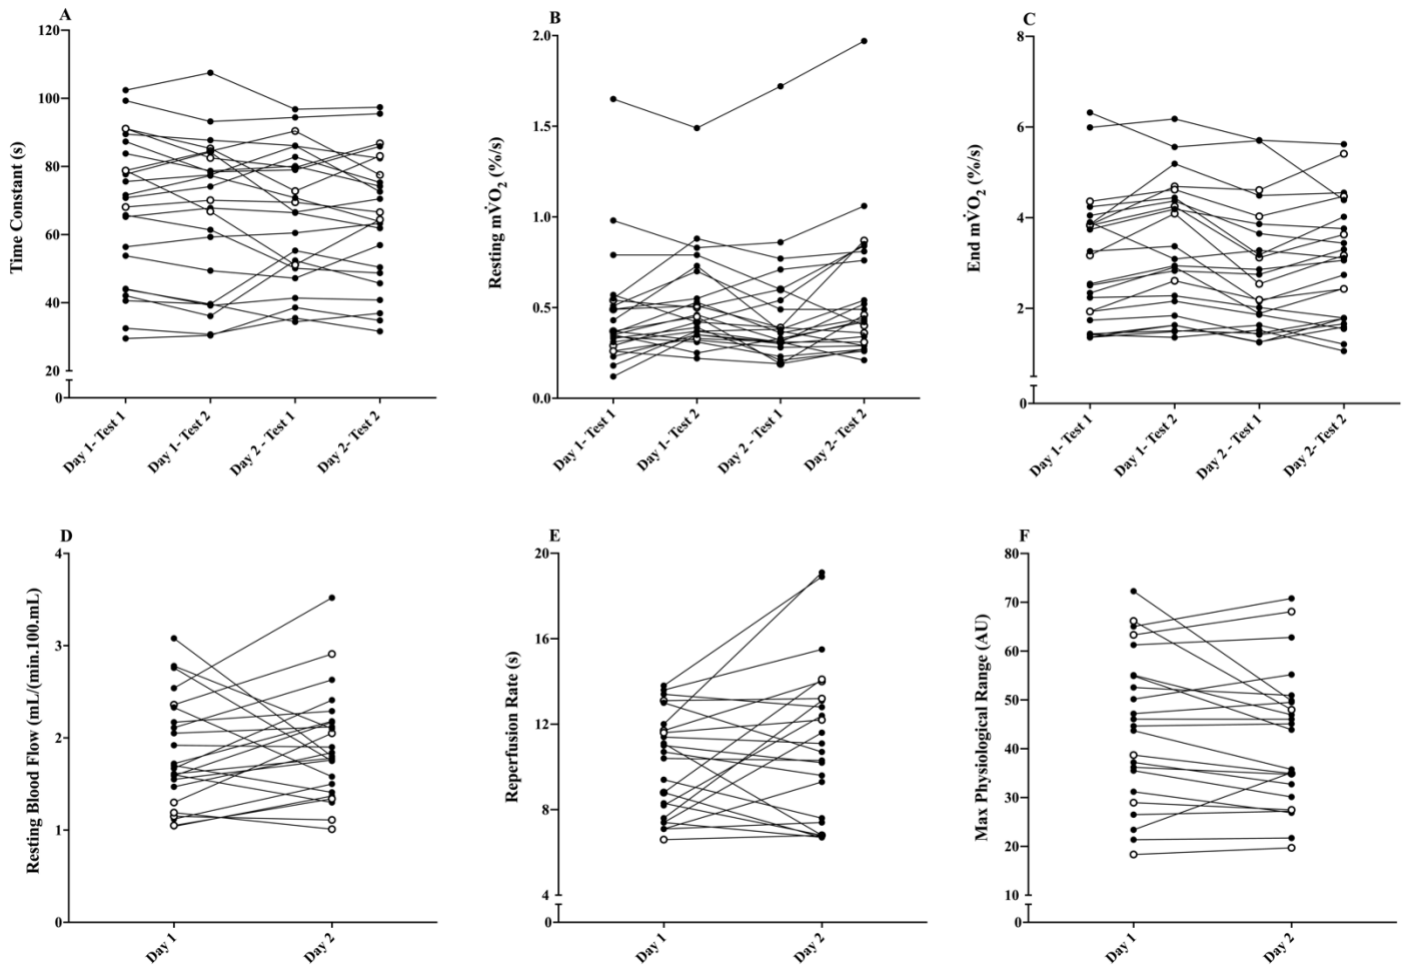 A
Time Constant (s)
120
100
80
60
40
20
0
Day 1- Test 1
Day 1- Test 2
Day 2 - Test 1
Day 2- Test 2
B
Resting mV̇O2 (%/s)
2.0
1.5
1.0
0.5
0.0
Day 1- Test 1
Day 1- Test 2
Day 2 - Test 1
Day 2- Test 2
C
End mV̇O2 (%/s)
8
6
4
2
0
Day 1- Test 1
Day 1- Test 2
Day 2 - Test 1
Day 2- Test 2
D
Resting Blood Flow (mL/(min.100.mL)
4
3
2
1
0
Day 1
Day 2
E
Reperfusion Rate (s)
20
16
12
8
4
0
Day 1
Day 2
F
Max Physiological Range (AU)
80
70
60
50
40
30
20
10
0
Day 1
Day 2